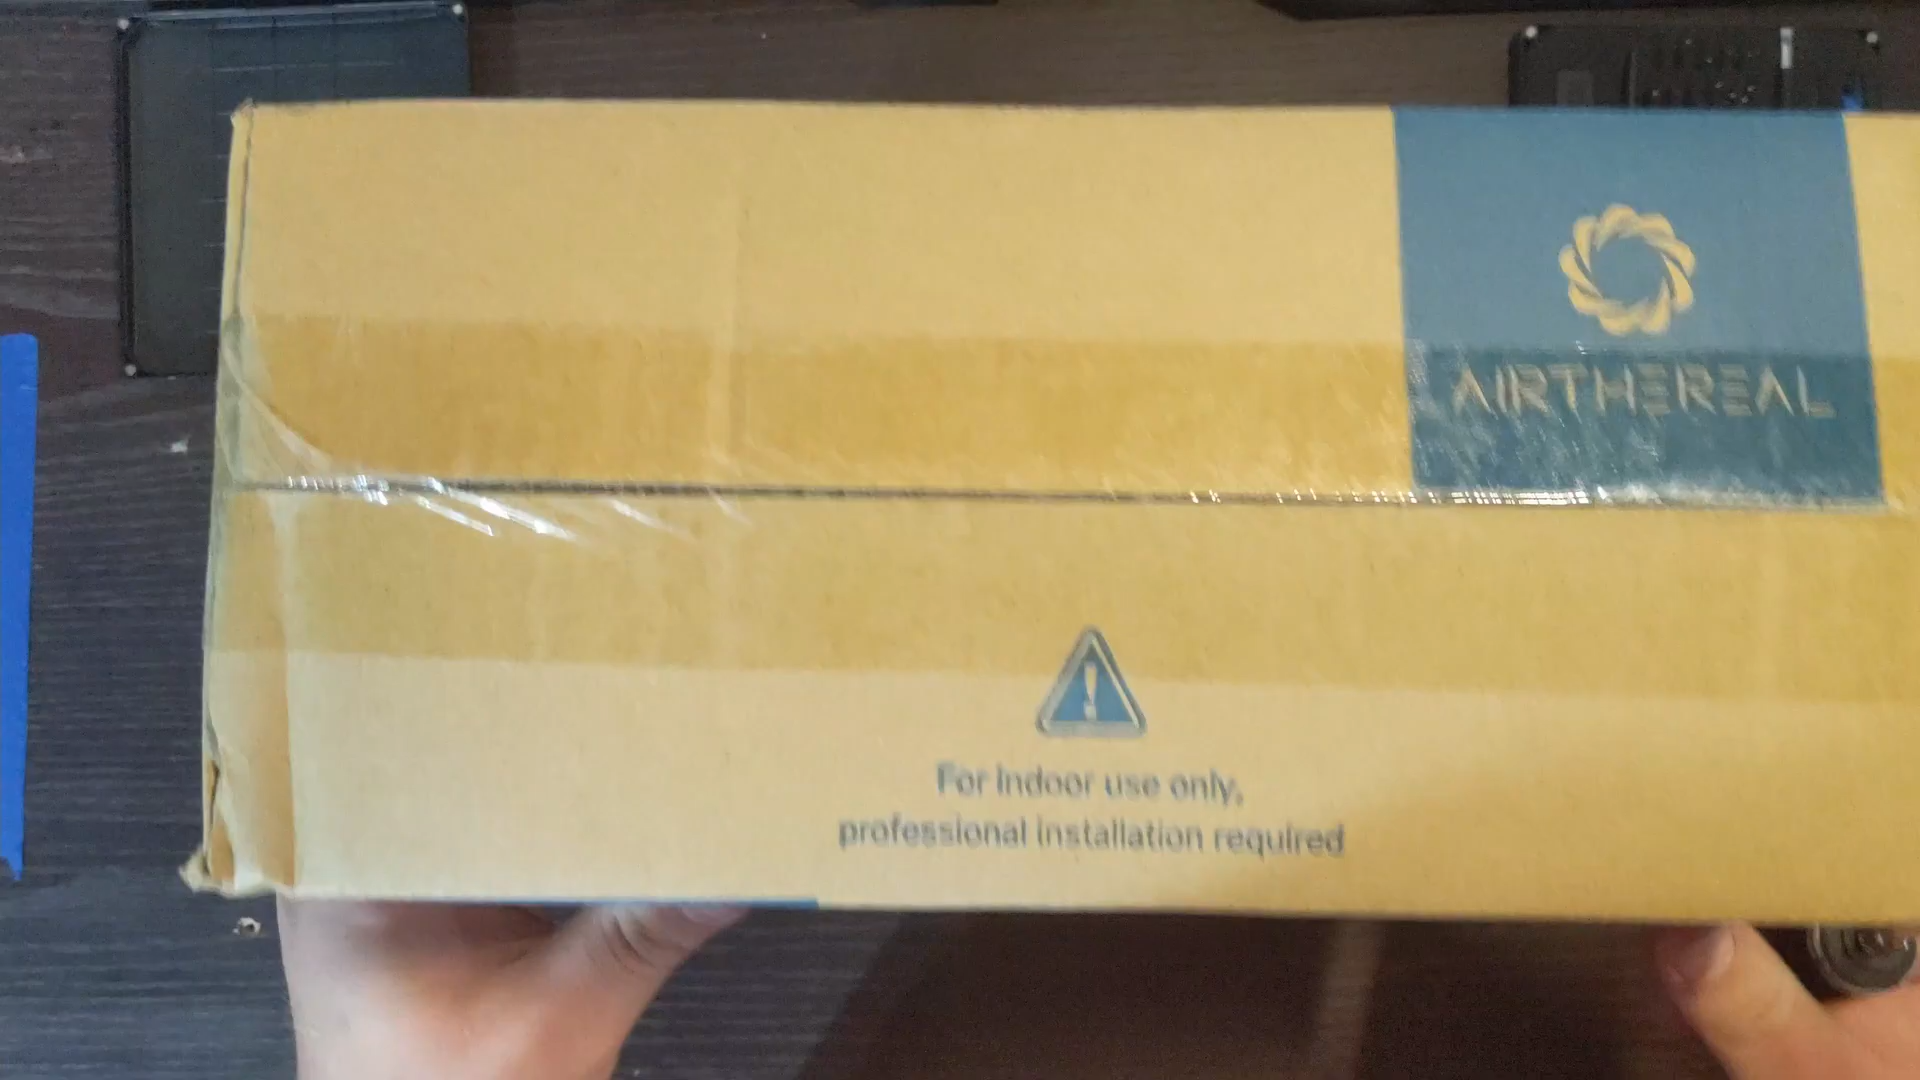 AIRTHEREAL
For indoor use only,
professional installation required